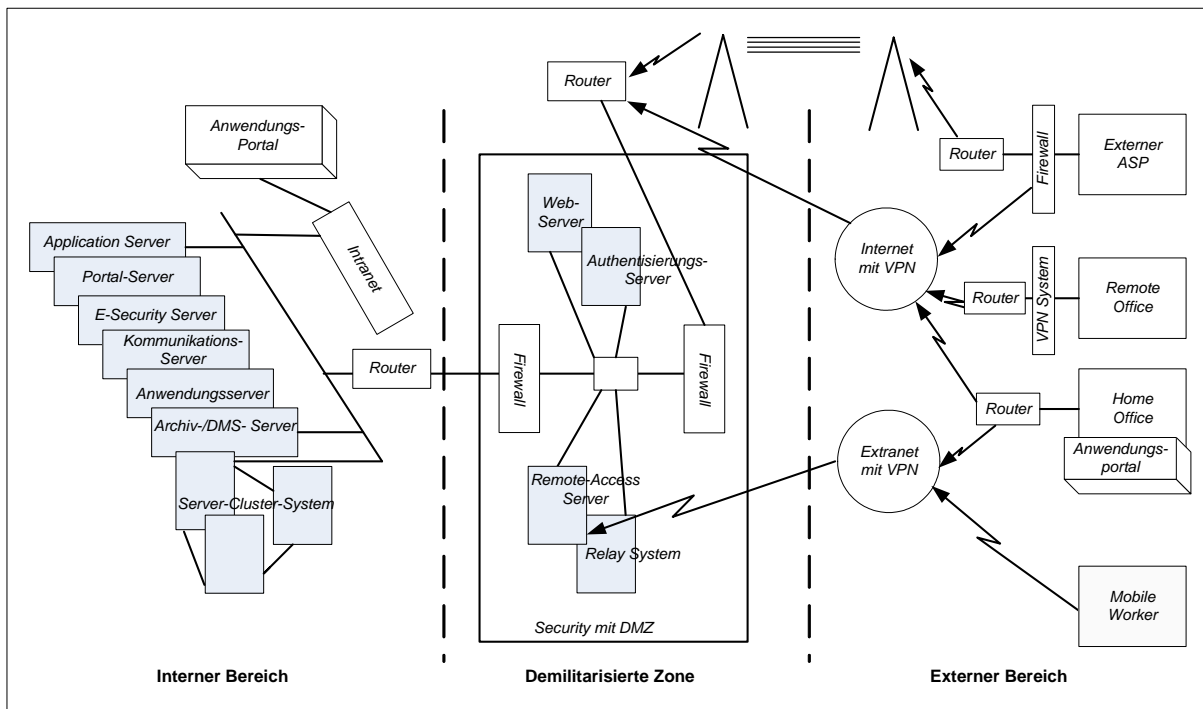 Anwendungs-
Portal
Application Server
Portal-Server
E-Security Server
Kommunikations-
Server
Anwendungsserver
Archiv-/DMS- Server
Server-Cluster-System
Intranet
Router
Interner Bereich
Router
Web-
Server
Authentisierungs-
Server
Firewall
Firewall
Remote-Access
Server
Relay System
Security mit DMZ
Demilitarisierte Zone
Router
Firewall
Externer
ASP
Internet
mit VPN
Router
VPN System
Remote
Office
Router
Home
Office
Anwendungs-
portal
Extranet
mit VPN
Mobile
Worker
Externer Bereich